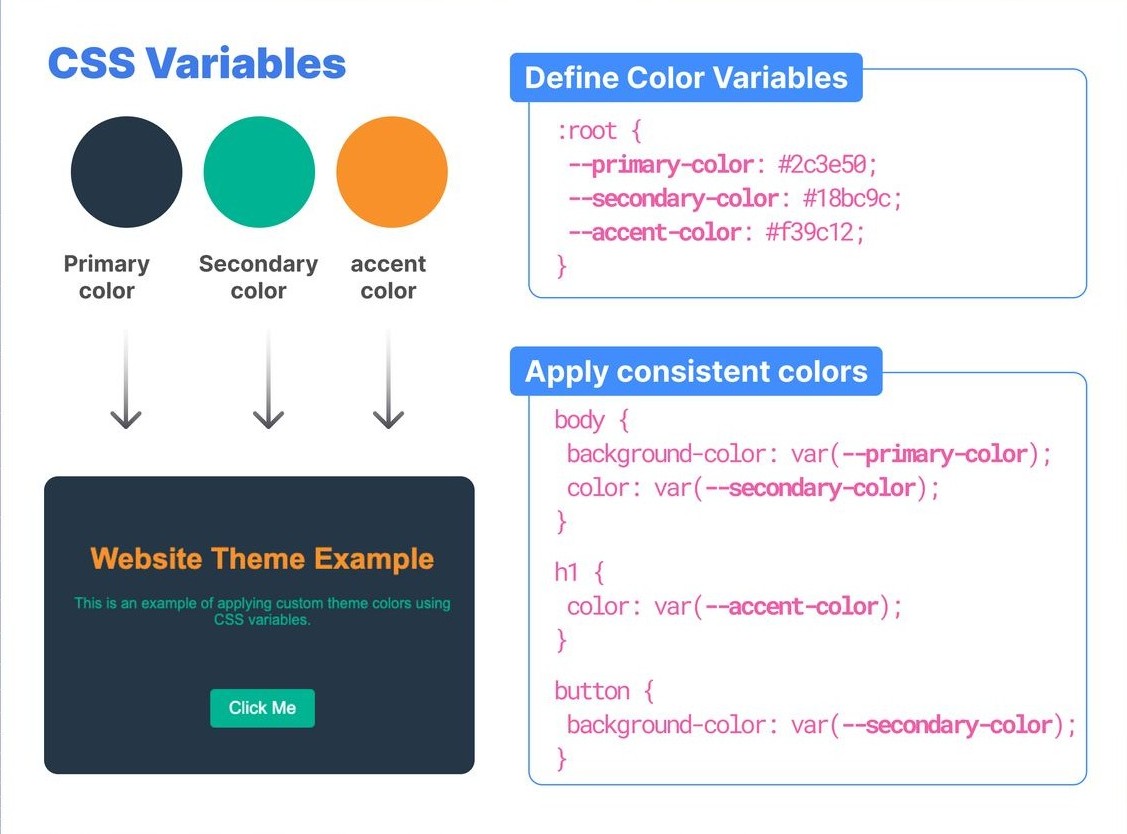 CSS Variables
Primary
color
Secondary
color
accent
color
Website Theme Example
This is an example of applying custom theme colors using
CSS variables.
Click Me
Define Color Variables
:root {
--primary-color: #2c3e50;
--secondary-color: #18bc9c;
--accent-color: #f39c12;
}
Apply consistent colors
body {
background-color: var(--primary-color);
color: var(--secondary-color);
}
h1 {
color: var(--accent-color);
}
button {
background-color: var(--secondary-color);
}